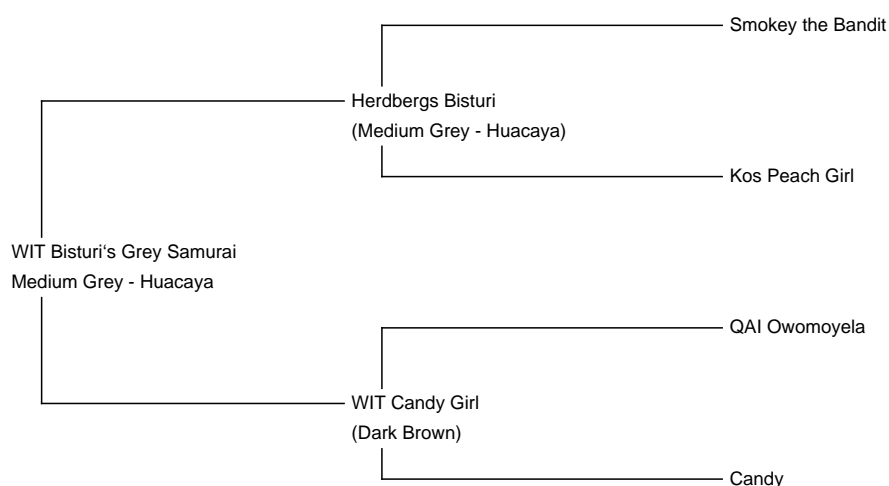 Smokey the Bandit
Herdbergs Bisturi
(Medium Grey - Huacaya)
Kos Peach Girl
WIT Bisturi‘s Grey Samurai
Medium Grey - Huacaya
QAI Owomoyela
WIT Candy Girl
(Dark Brown)
Candy